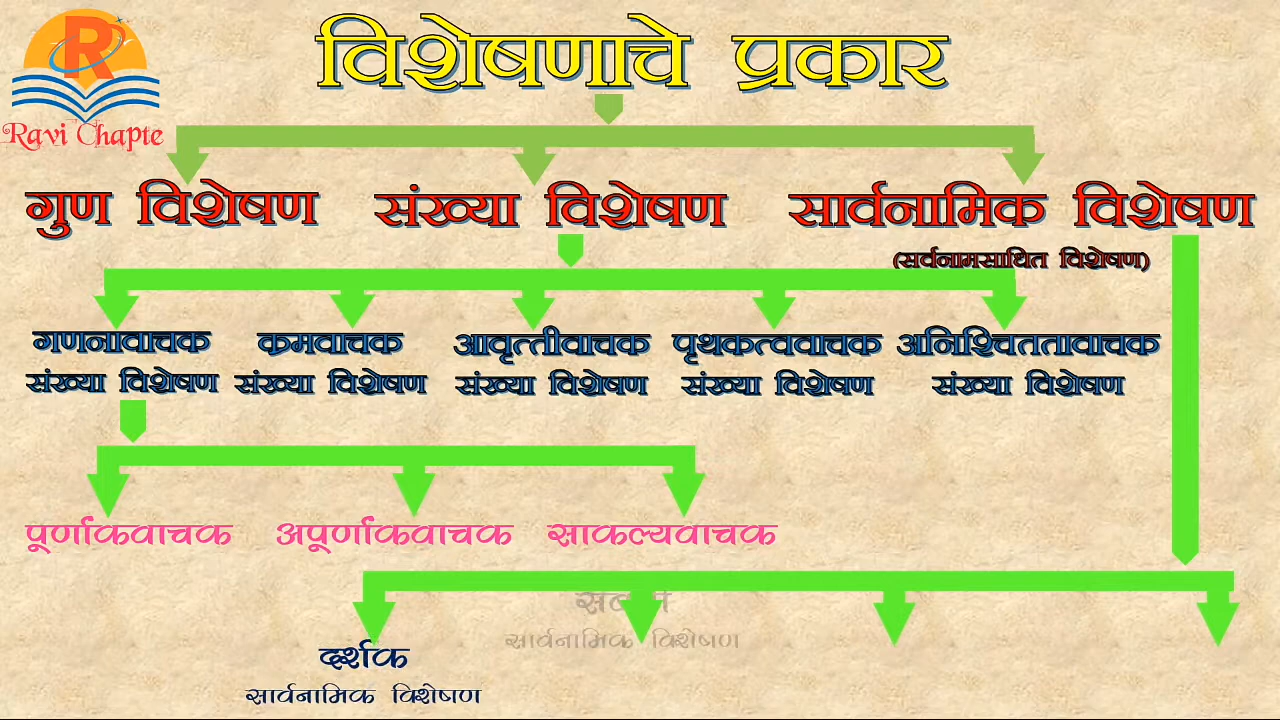 Ravi Chapte
विशेषणाचे प्रकार
गुण विशेषण संख्या विशेषण सार्वनामिक विशेषण
(सर्वनामसाधित विशेषण)
गणनावाचक क्रमवाचक आवृत्तीवाचक पृथकत्ववाचक अनिश्चिततावाचक
संख्या विशेषण संख्या विशेषण संख्या विशेषण संख्या विशेषण संख्या विशेषण
पूर्णाकवाचक अपूर्णाकवाचक साकल्यवाचक
सार्वनामिक विशेषण
दर्शक
सार्वनामिक विशेषण